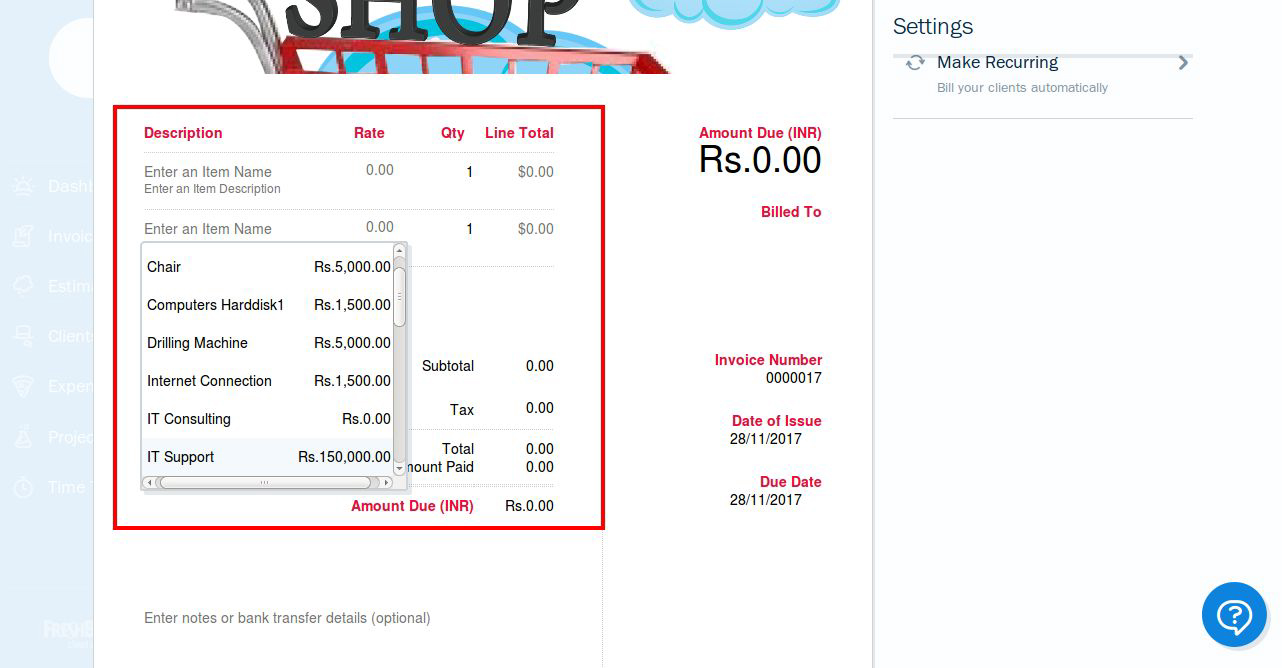 SHOP
Settings
Make Recurring
Bill your clients automatically
Description Rate Qty Line Total
Enter an Item Name 0.00 1 $0.00
Enter an Item Description
Enter an Item Name 0.00 1 $0.00
Chair Rs.5,000.00
Computers Harddisk1 Rs.1,500.00
Drilling Machine Rs.5,000.00
Internet Connection Rs.1,500.00
IT Consulting Rs.0.00
IT Support Rs.150,000.00
Subtotal 0.00
Tax 0.00
Total 0.00
mount Paid 0.00
Amount Due (INR) Rs.0.00
Enter notes or bank transfer details (optional)
Amount Due (INR)
Rs.0.00
Billed To
Invoice Number
0000017
Date of Issue
28/11/2017
Due Date
28/11/2017
Dashb
Invoic
Estima
Clients
Expen
Projec
Time T